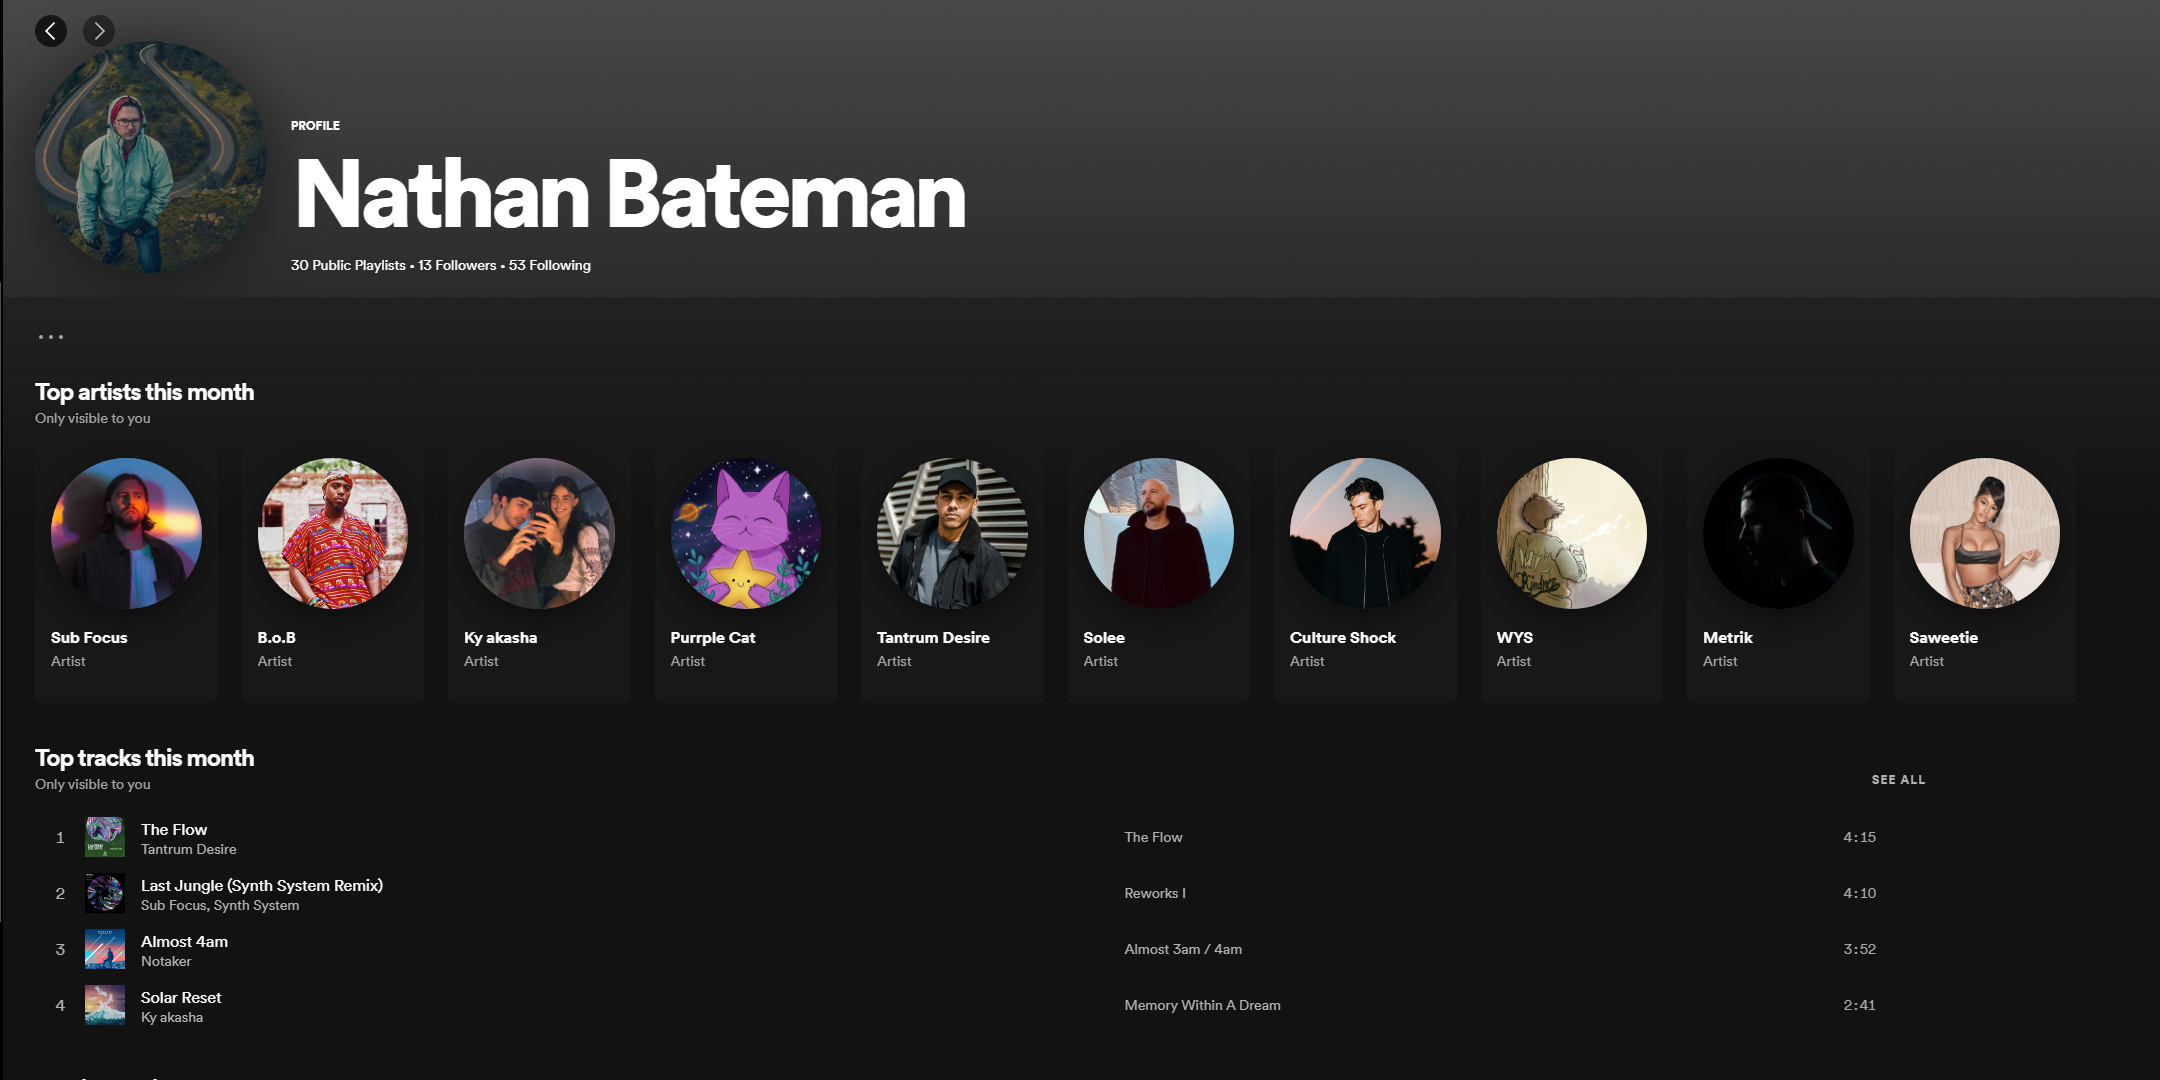 PROFILE
Nathan Bateman
30 Public Playlists • 13 Followers • 53 Following
Top artists this month
Only visible to you
Sub Focus
Artist
B.o.B
Artist
Ky akasha
Artist
Purrple Cat
Artist
Tantrum Desire
Artist
Solee
Artist
Culture Shock
Artist
WYS
Artist
Metrik
Artist
Saweetie
Artist
Top tracks this month
Only visible to you
SEE ALL
1 The Flow
Tantrum Desire
The Flow
4:15
2 Last Jungle (Synth System Remix)
Sub Focus, Synth System
Reworks I
4:10
3 Almost 4am
Notaker
Almost 3am / 4am
3:52
4 Solar Reset
Ky akasha
Memory Within A Dream
2:41